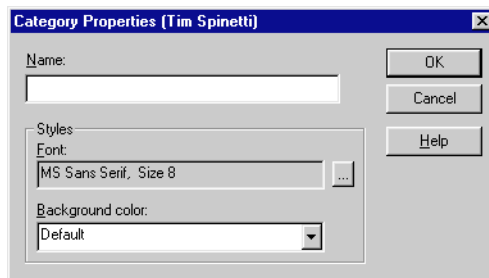 Category Properties (Tim Spinetti)
Name:
OK
Cancel
Help
Styles
Font:
MS Sans Serif, Size 8
...
Background color:
Default